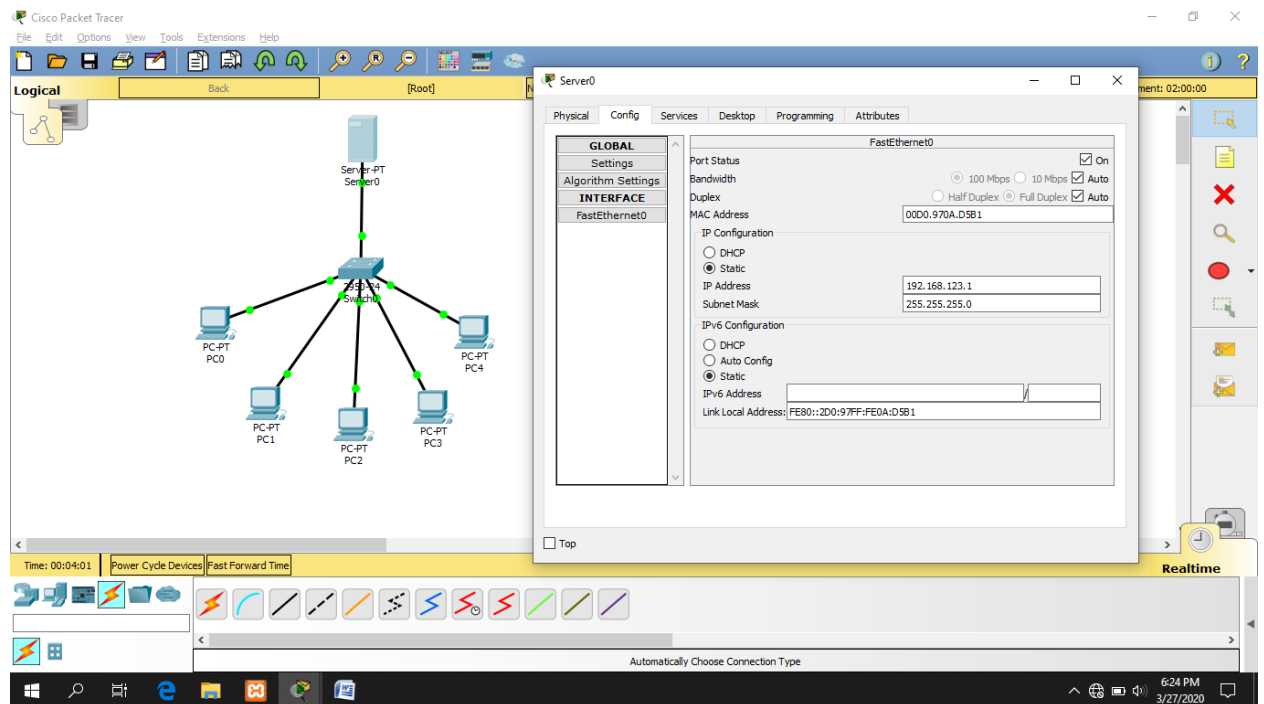 Cisco Packet Tracer
File Edit Options View Tools Extensions Help
Logical
Back
[Root]
N
ment: 02:00:00
Server-PT
Server0
2950-24
Switch0
PC-PT
PC0
PC-PT
PC1
PC-PT
PC2
PC-PT
PC3
PC-PT
PC4
Server0
Physical Config Services Desktop Programming Attributes
GLOBAL
Settings
Algorithm Settings
INTERFACE
FastEthernet0
FastEthernet0
Port Status On
Bandwidth 100 Mbps 10 Mbps Auto
Duplex Half Duplex Full Duplex Auto
MAC Address 00D0.970A.D5B1
IP Configuration
DHCP
Static
IP Address 192.168.123.1
Subnet Mask 255.255.255.0
IPv6 Configuration
DHCP
Auto Config
Static
IPv6 Address /
Link Local Address: FE80::2D0:97FF:FE0A:D5B1
Top
Time: 00:04:01 Power Cycle Devices Fast Forward Time
Realtime
Automatically Choose Connection Type
6:24 PM
3/27/2020